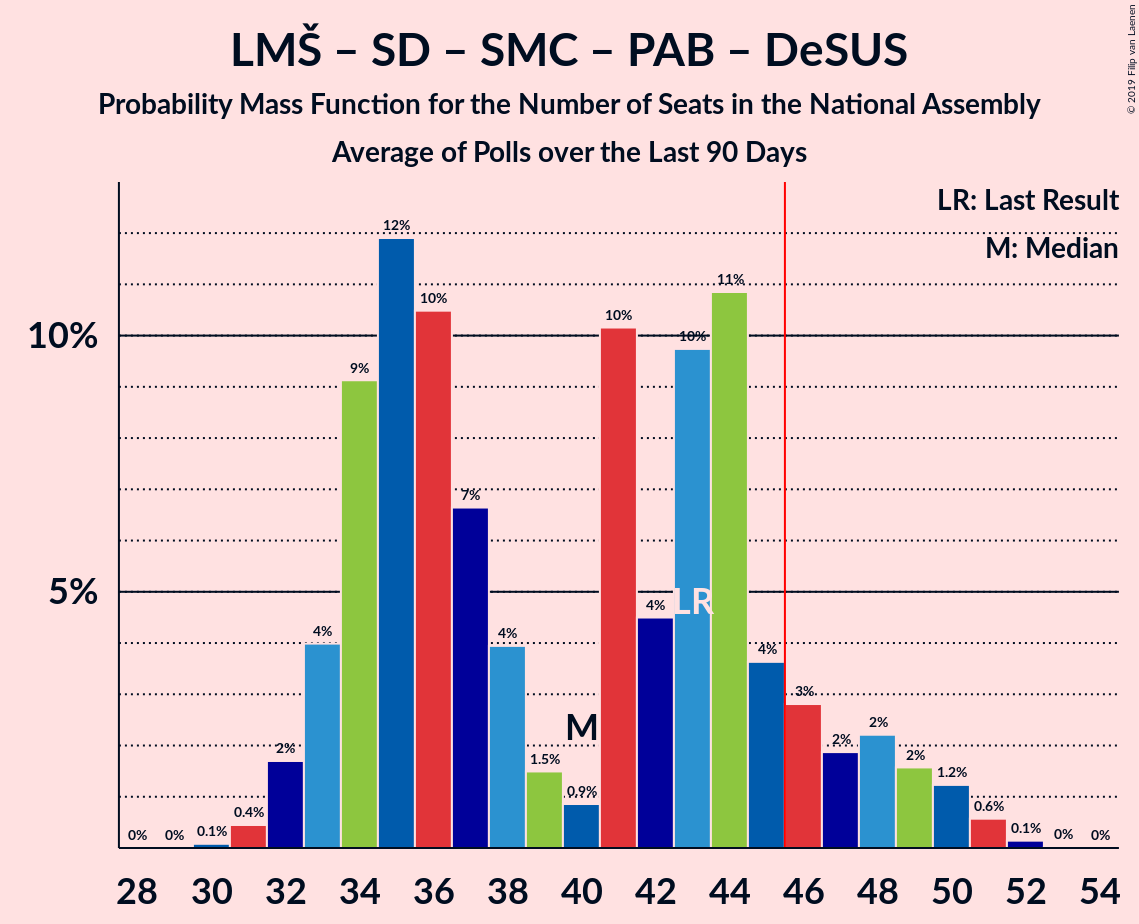 LMŠ – SD – SMC – PAB – DeSUS
Probability Mass Function for the Number of Seats in the National Assembly
Average of Polls over the Last 90 Days
© 2019 Filip van Laenen
LR: Last Result
M: Median
10%
5%
0% 0% 0.1% 0.4% 2% 4% 9% 12% 10% 7% 4% 1.5% 0.9% 10% 4% 10% 11% 4% 3% 2% 2% 2% 1.2% 0.6% 0.1% 0% 0%
M
LR
28 30 32 34 36 38 40 42 44 46 48 50 52 54